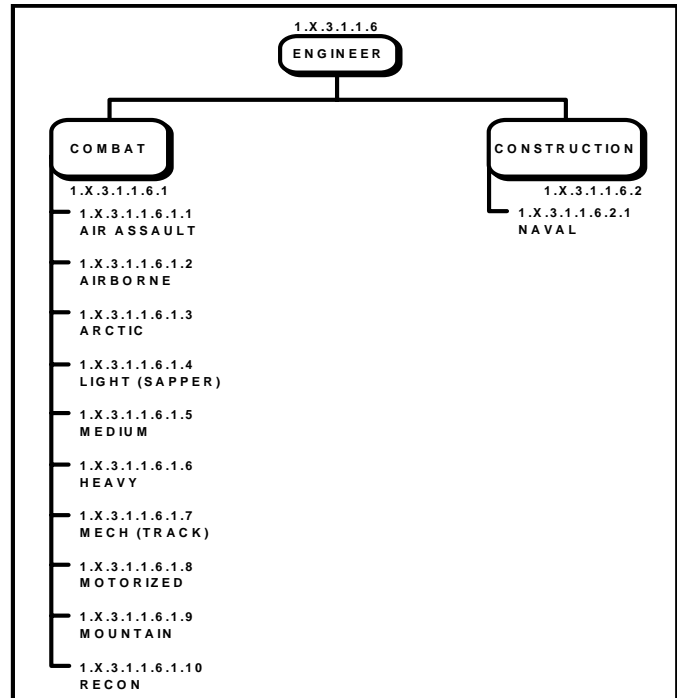 1.X.3.1.1.6
ENGINEER
COMBAT
1.X.3.1.1.6.1
1.X.3.1.1.6.1.1
AIR ASSAULT
1.X.3.1.1.6.1.2
AIRBORNE
1.X.3.1.1.6.1.3
ARCTIC
1.X.3.1.1.6.1.4
LIGHT (SAPPER)
1.X.3.1.1.6.1.5
MEDIUM
1.X.3.1.1.6.1.6
HEAVY
1.X.3.1.1.6.1.7
MECH (TRACK)
1.X.3.1.1.6.1.8
MOTORIZED
1.X.3.1.1.6.1.9
MOUNTAIN
1.X.3.1.1.6.1.10
RECON
CONSTRUCTION
1.X.3.1.1.6.2
1.X.3.1.1.6.2.1
NAVAL